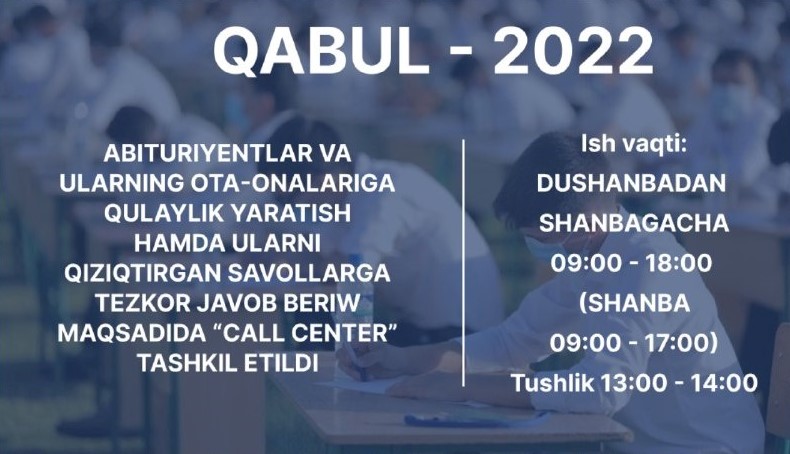 QABUL - 2022
ABITURIYENTLAR VA
ULARNING OTA-ONALARIGA
QULAYLIK YARATISH
HAMDA ULARNI
QIZIQTIRGAN SAVOLLARGA
TEZKOR JAVOB BERIW
MAQSADIDA “CALL CENTER”
TASHKIL ETILDI
Ish vaqti:
DUSHANBADAN
SHANBAGACHA
09:00 - 18:00
(SHANBA
09:00 - 17:00)
Tushlik 13:00 - 14:00